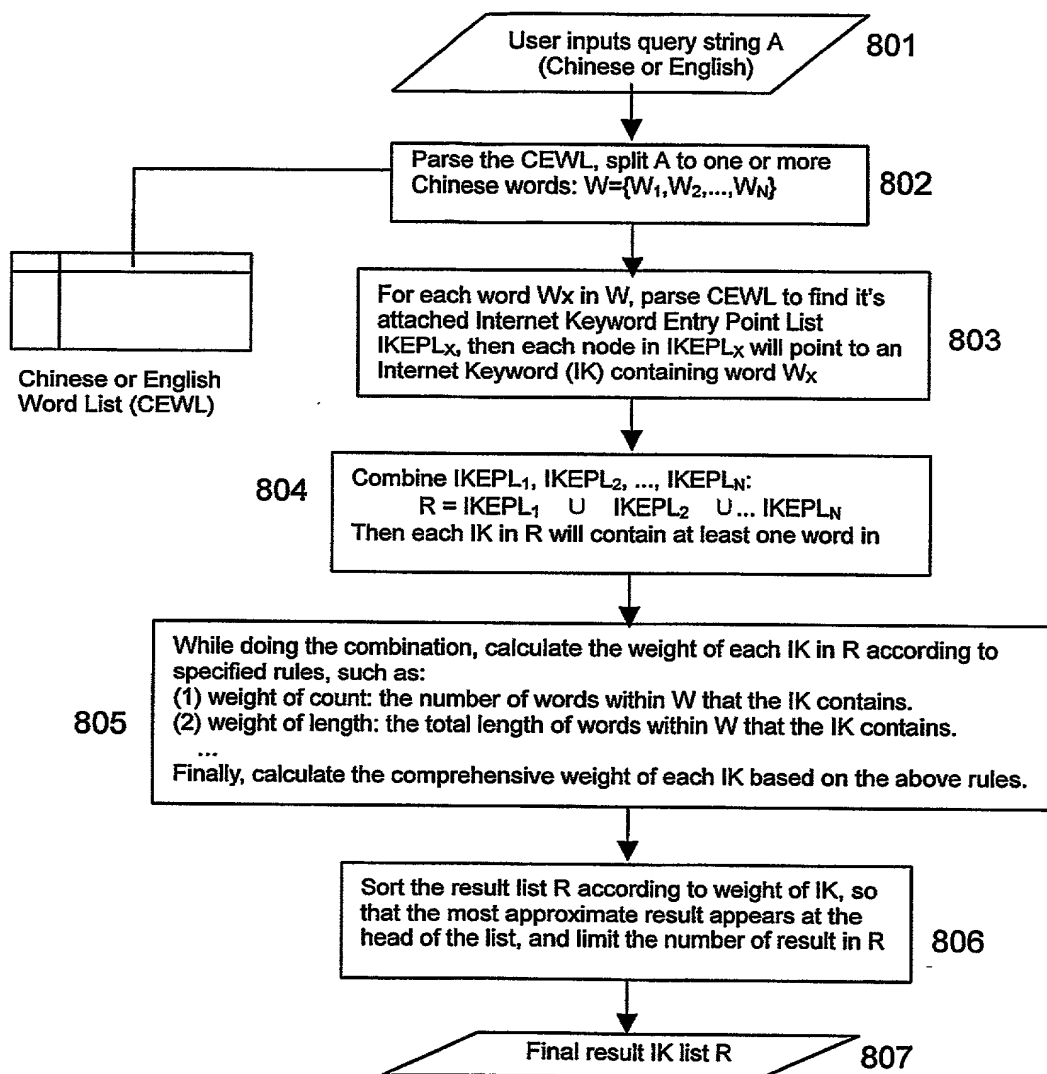 User inputs query string A
(Chinese or English)
801
Parse the CEWL, split A to one or more
Chinese words: W={W₁,W₂,...,W_N}
802
Chinese or English
Word List (CEWL)
For each word Wx in W, parse CEWL to find it's
attached Internet Keyword Entry Point List
IKEPL_X, then each node in IKEPL_X will point to an
Internet Keyword (IK) containing word W_X
803
804
Combine IKEPL₁, IKEPL₂, ..., IKEPL_N:
R = IKEPL₁ ∪ IKEPL₂ ∪... IKEPL_N
Then each IK in R will contain at least one word in
805
While doing the combination, calculate the weight of each IK in R according to
specified rules, such as:
(1) weight of count: the number of words within W that the IK contains.
(2) weight of length: the total length of words within W that the IK contains.
...
Finally, calculate the comprehensive weight of each IK based on the above rules.
Sort the result list R according to weight of IK, so
that the most approximate result appears at the
head of the list, and limit the number of result in R
806
Final result IK list R
807